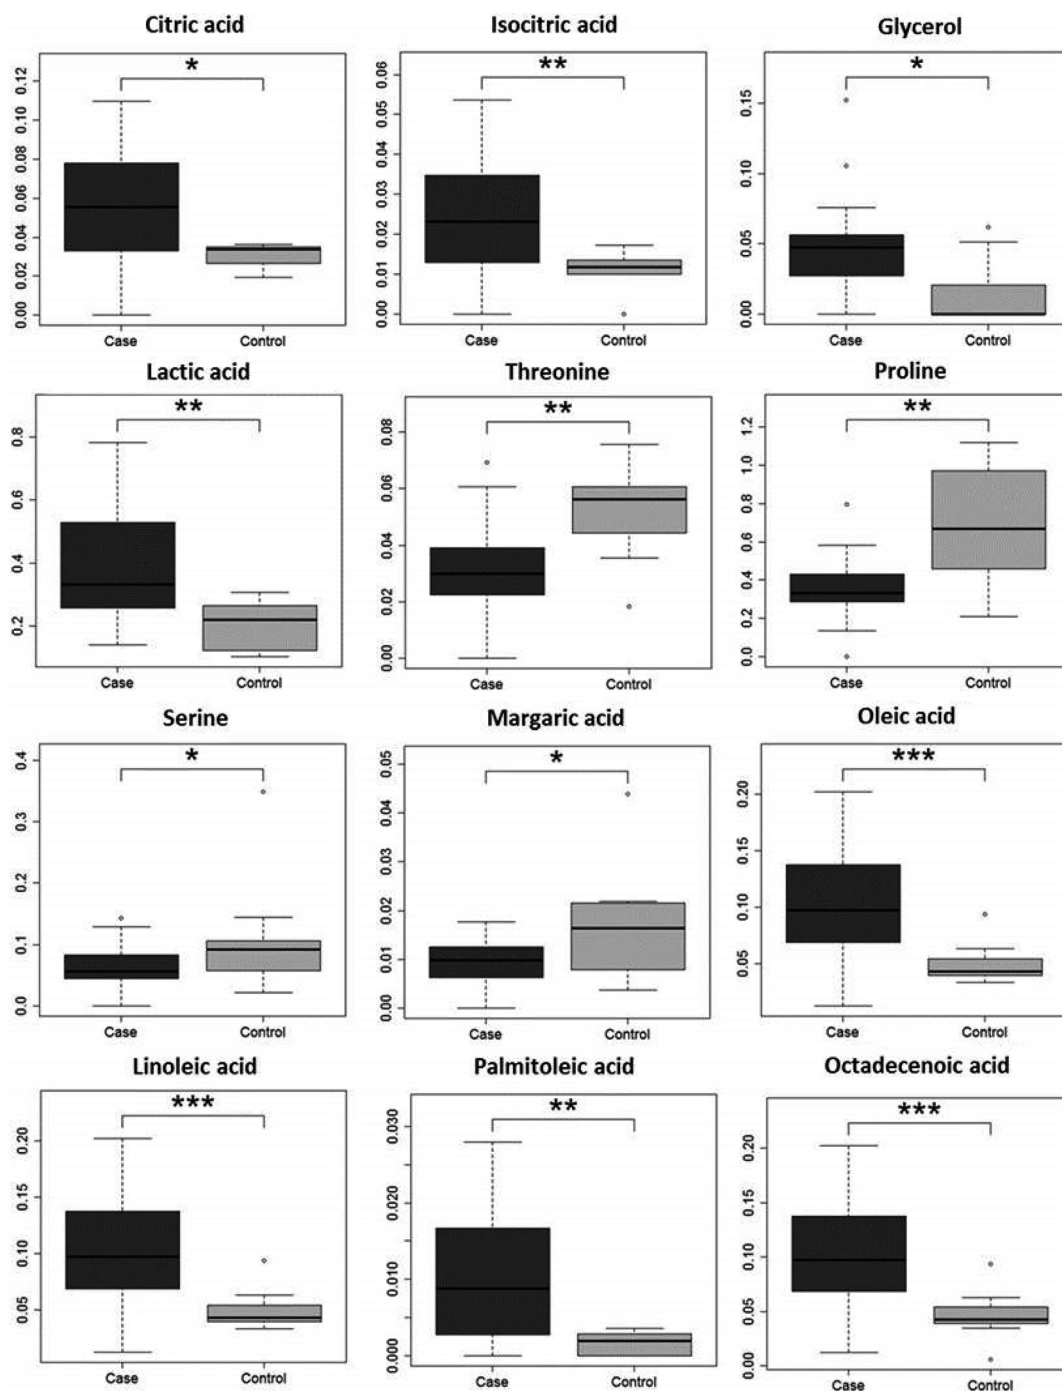 Citric acid
Isocitric acid
Glycerol
*
**
*
0.12
0.10
0.08
0.06
0.04
0.02
0.00
0.06
0.05
0.04
0.03
0.02
0.01
0.00
0.15
0.10
0.05
0.00
Case
Control
Case
Control
Case
Control
Lactic acid
Threonine
Proline
**
**
**
0.8
0.6
0.4
0.2
0.08
0.06
0.04
0.02
0.00
1.2
1.0
0.8
0.6
0.4
0.2
0.0
Case
Control
Case
Control
Case
Control
Serine
Margaric acid
Oleic acid
*
*
***
0.4
0.3
0.2
0.1
0.0
0.05
0.04
0.03
0.02
0.01
0.00
0.20
0.15
0.10
0.05
Case
Control
Case
Control
Case
Control
Linoleic acid
Palmitoleic acid
Octadecenoic acid
***
**
***
0.20
0.15
0.10
0.05
0.030
0.020
0.010
0.000
0.20
0.15
0.10
0.05
0.00
Case
Control
Case
Control
Case
Control